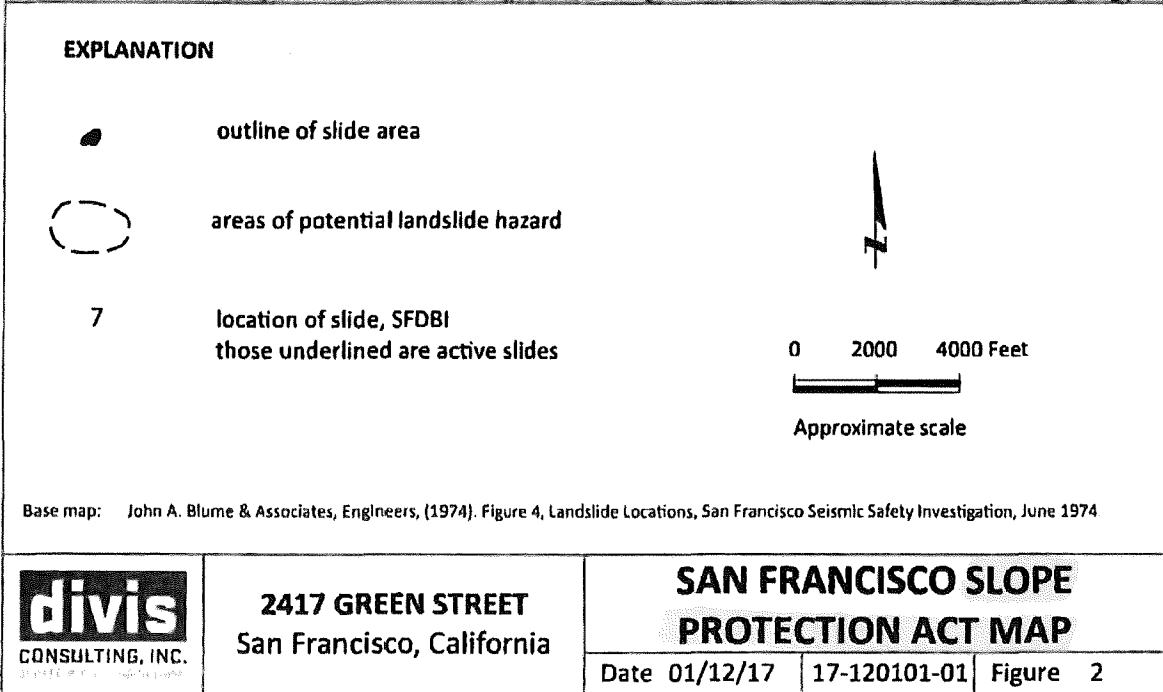 EXPLANATION
outline of slide area
areas of potential landslide hazard
7
location of slide, SFDBI
those underlined are active slides
0 2000 4000 Feet
Approximate scale
Base map: John A. Blume & Associates, Engineers, (1974). Figure 4, Landslide Locations, San Francisco Seismic Safety Investigation, June 1974
divis
CONSULTING, INC.
2417 GREEN STREET
San Francisco, California
SAN FRANCISCO SLOPE
PROTECTION ACT MAP
Date 01/12/17 17-120101-01 Figure 2